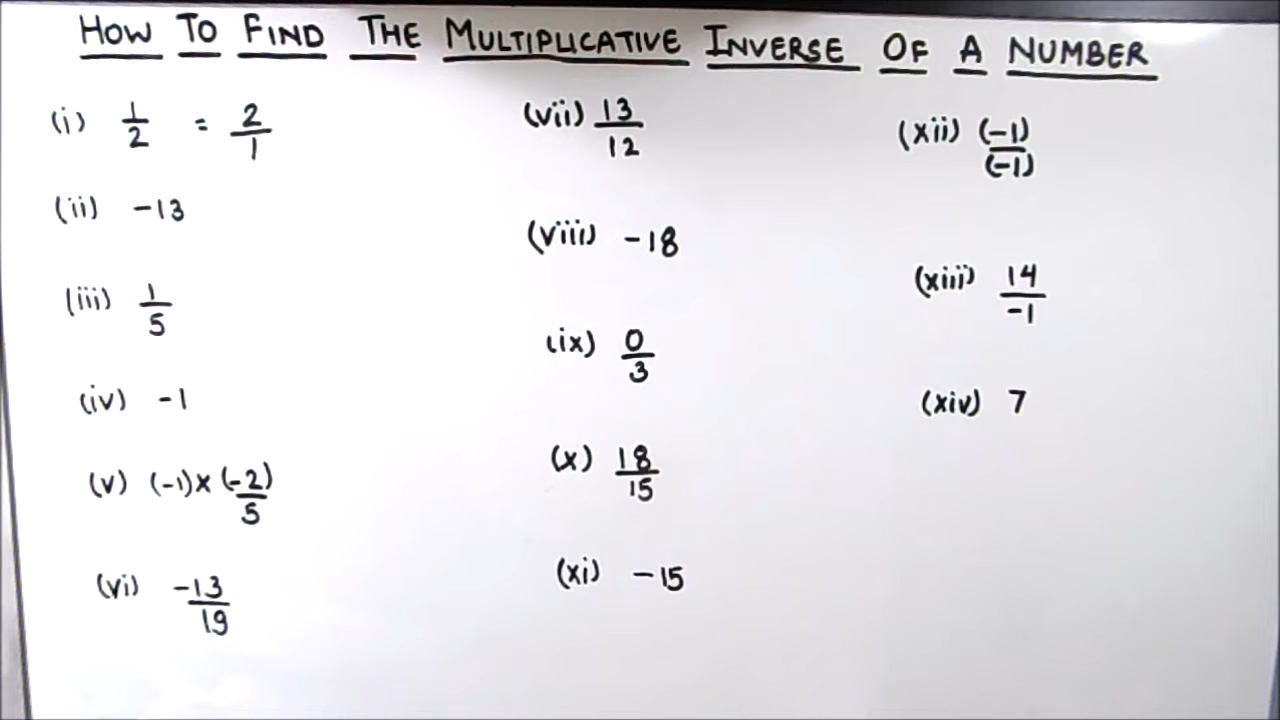 HOW TO FIND THE MULTIPLICATIVE INVERSE OF A NUMBER
(i) 1/2 = 2/1
(ii) -13
(iii) 1/5
(iv) -1
(v) (-1)x(-2)/5
(vi) -13/19
(vii) 13/12
(viii) -18
(ix) 0/3
(x) 18/15
(xi) -15
(xii) (-1)/(-1)
(xiii) 14/-1
(xiv) 7